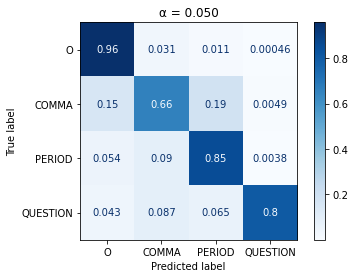 α = 0.050
O 0.96 0.031 0.011 0.00046
COMMA 0.15 0.66 0.19 0.0049
PERIOD 0.054 0.09 0.85 0.0038
QUESTION 0.043 0.087 0.065 0.8
O COMMA PERIOD QUESTION
Predicted label
True label
0.8
0.6
0.4
0.2